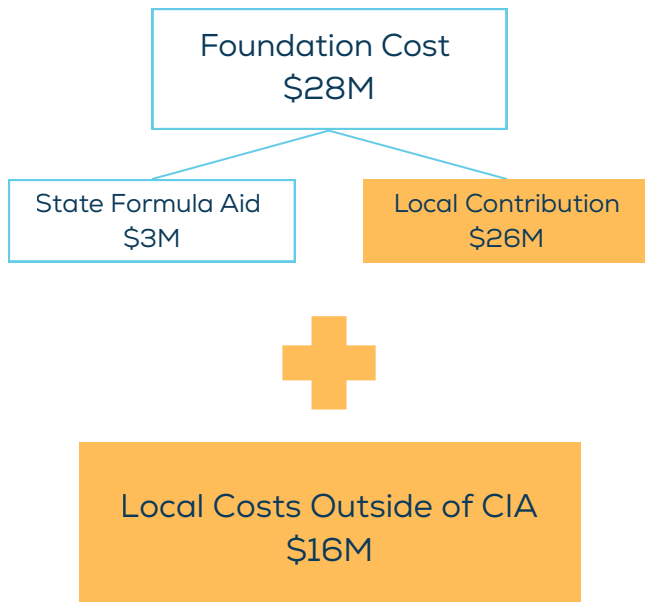 Foundation Cost
$28M
State Formula Aid
$3M
Local Contribution
$26M
Local Costs Outside of CIA
$16M